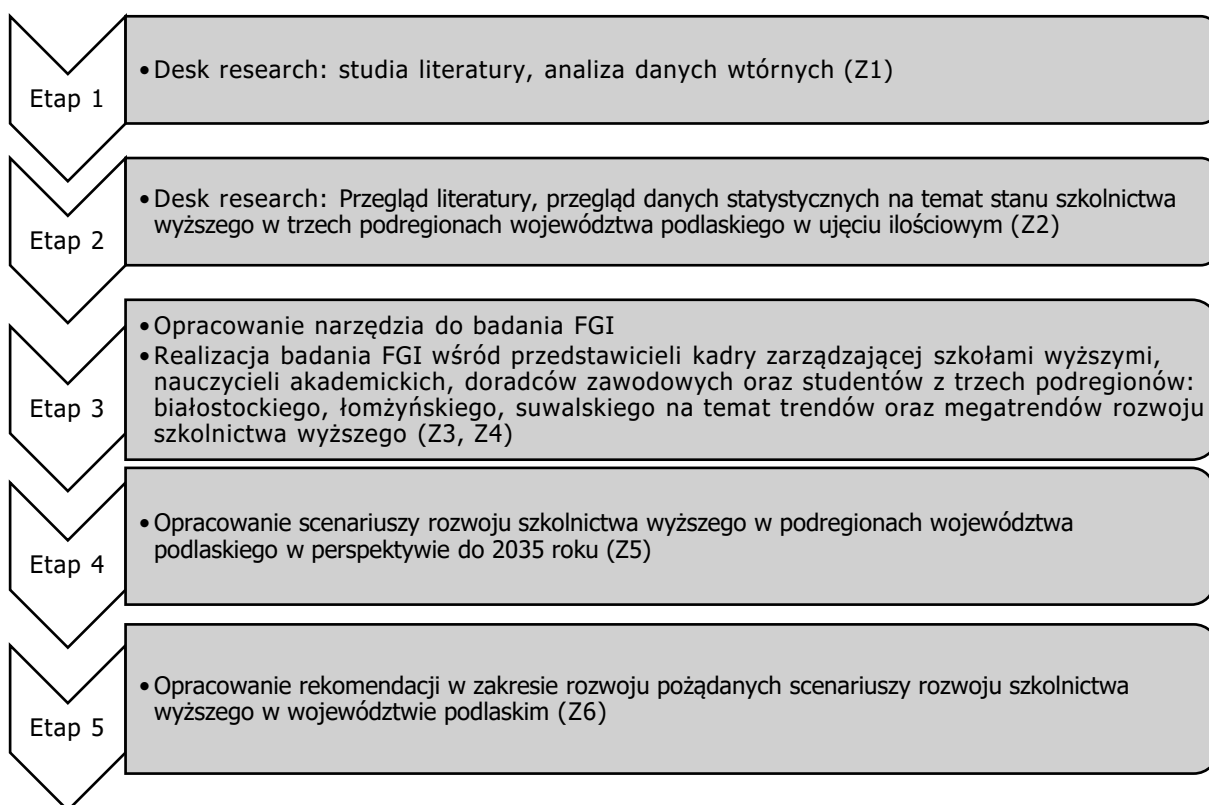 Etap 1
• Desk research: studia literatury, analiza danych wtórnych (Z1)
Etap 2
• Desk research: Przegląd literatury, przegląd danych statystycznych na temat stanu szkolnictwa
wyższego w trzech podregionach województwa podlaskiego w ujęciu ilościowym (Z2)
Etap 3
• Opracowanie narzędzia do badania FGI
• Realizacja badania FGI wśród przedstawicieli kadry zarządzającej szkołami wyższymi,
nauczycieli akademickich, doradców zawodowych oraz studentów z trzech podregionów:
białostockiego, łomżyńskiego, suwalskiego na temat trendów oraz megatrendów rozwoju
szkolnictwa wyższego (Z3, Z4)
Etap 4
• Opracowanie scenariuszy rozwoju szkolnictwa wyższego w podregionach województwa
podlaskiego w perspektywie do 2035 roku (Z5)
Etap 5
• Opracowanie rekomendacji w zakresie rozwoju pożądanych scenariuszy rozwoju szkolnictwa
wyższego w województwie podlaskim (Z6)